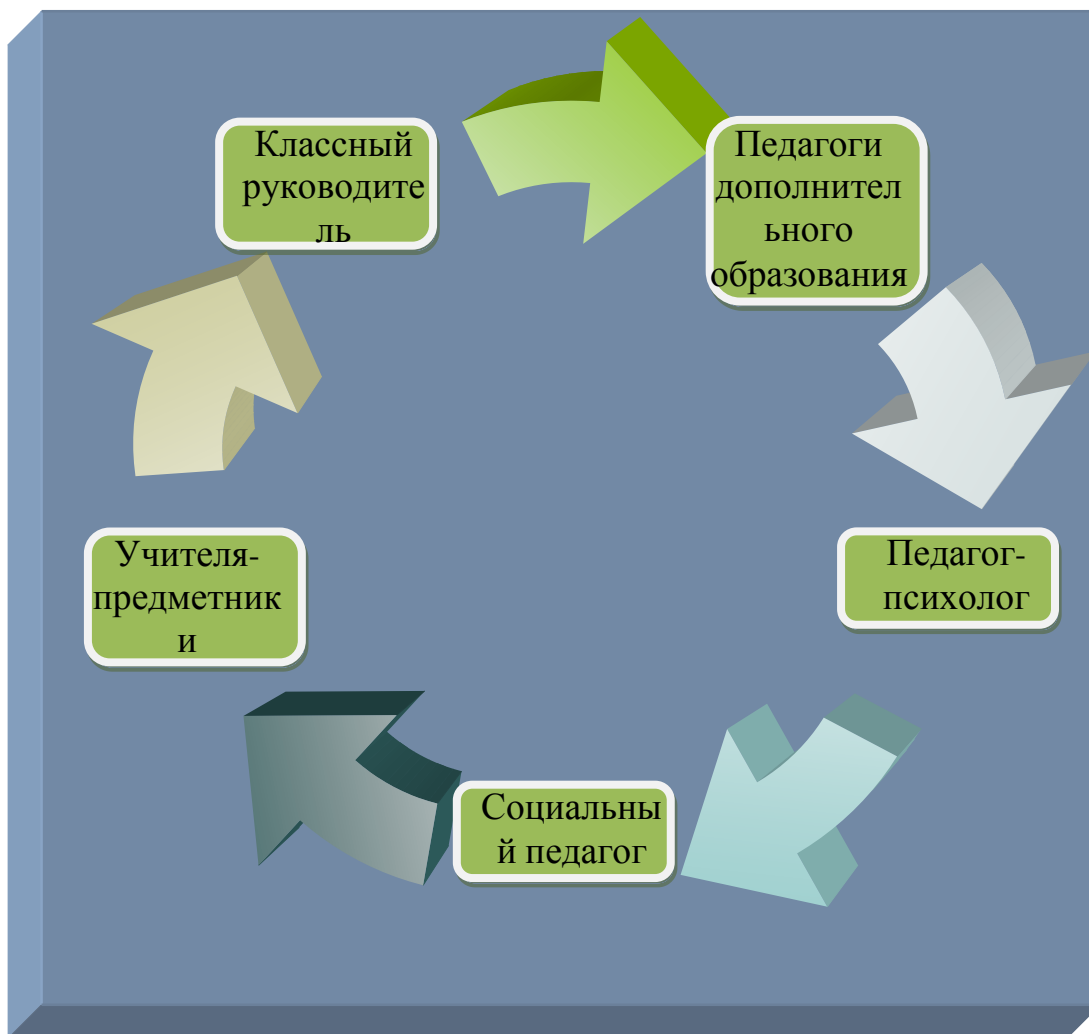 Классный
руководите
ль
Педагоги
дополнител
ьного
образования
Учителя-
предметник
и
Педагог-
психолог
Социальны
й педагог